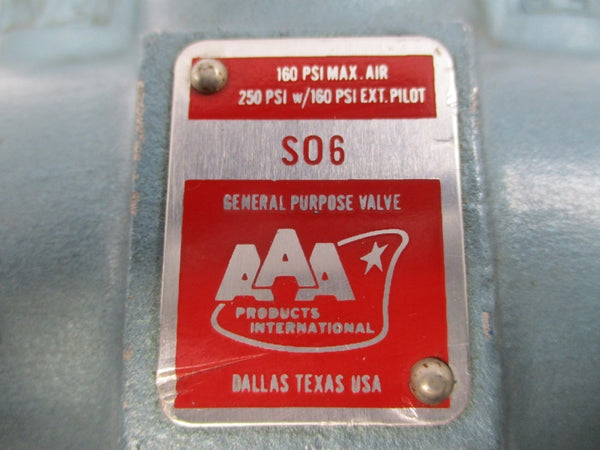 160 PSI MAX. AIR
250 PSI w/160 PSI EXT. PILOT
S06
GENERAL PURPOSE VALVE
AAA
PRODUCTS
INTERNATIONAL
DALLAS TEXAS USA